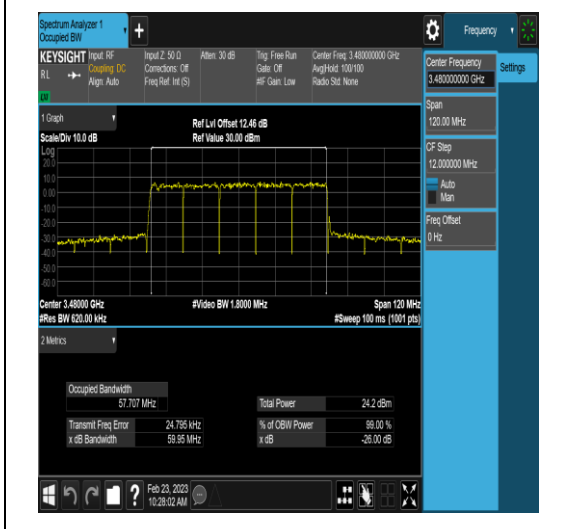 Spectrum Analyzer 1
Occupied BW
+
Frequency
KEYSIGHT
RL
Input: RF
Coupling: DC
Align: Auto
Input Z: 50 Ω
Corrections: Off
Freq Ref: Int (S)
Atten: 30 dB
Trig: Free Run
Gate: Off
#IF Gain: Low
Center Freq: 3.480000000 GHz
Avg|Hold: 100/100
Radio Std: None
Center Frequency
3.480000000 GHz
Settings
Span
120.00 MHz
CF Step
12.000000 MHz
Auto
Man
Freq Offset
0 Hz
1 Graph
Scale/Div 10.0 dB
Ref Lvl Offset 12.46 dB
Ref Value 30.00 dBm
Log
20.0
10.0
0.00
-10.0
-20.0
-30.0
-40.0
-50.0
-60.0
Center 3.48000 GHz
#Video BW 1.8000 MHz
Span 120 MHz
#Res BW 620.00 kHz
#Sweep 100 ms (1001 pts)
2 Metrics
Occupied Bandwidth
57.707 MHz
Total Power 24.2 dBm
Transmit Freq Error 24.795 kHz
% of OBW Power 99.00 %
x dB Bandwidth 59.95 MHz
x dB -26.00 dB
?
Feb 23, 2023
10:28:02 AM